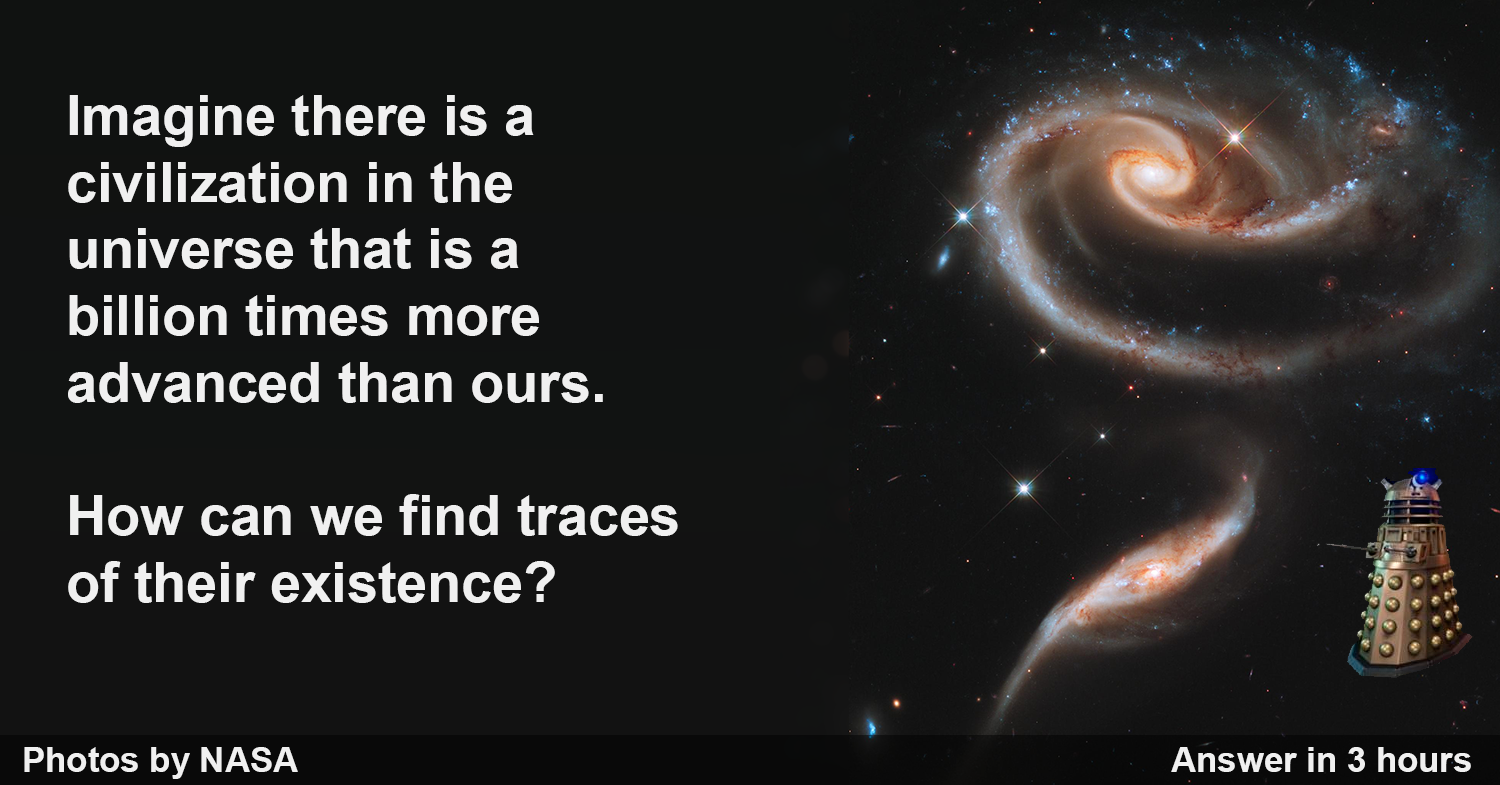 Imagine there is a
civilization in the
universe that is a
billion times more
advanced than ours.
How can we find traces
of their existence?
Photos by NASA
Answer in 3 hours